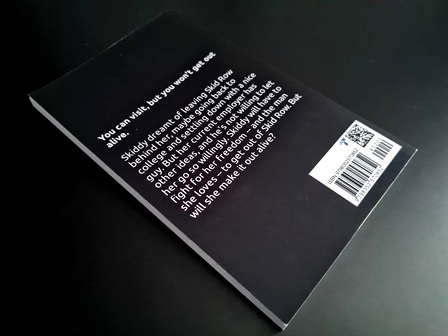 You can visit, but you won't get out
alive.
Skiddy dreamt of leaving Skid Row
behind her, maybe going back to
college and settling down with a nice
guy. But her current employer has
other ideas, and he's not willing to let
her go so willingly. Skiddy will have to
fight for her freedom – and the man
she loves – to get out of Skid Row. But
will she make it out alive?
ISBN